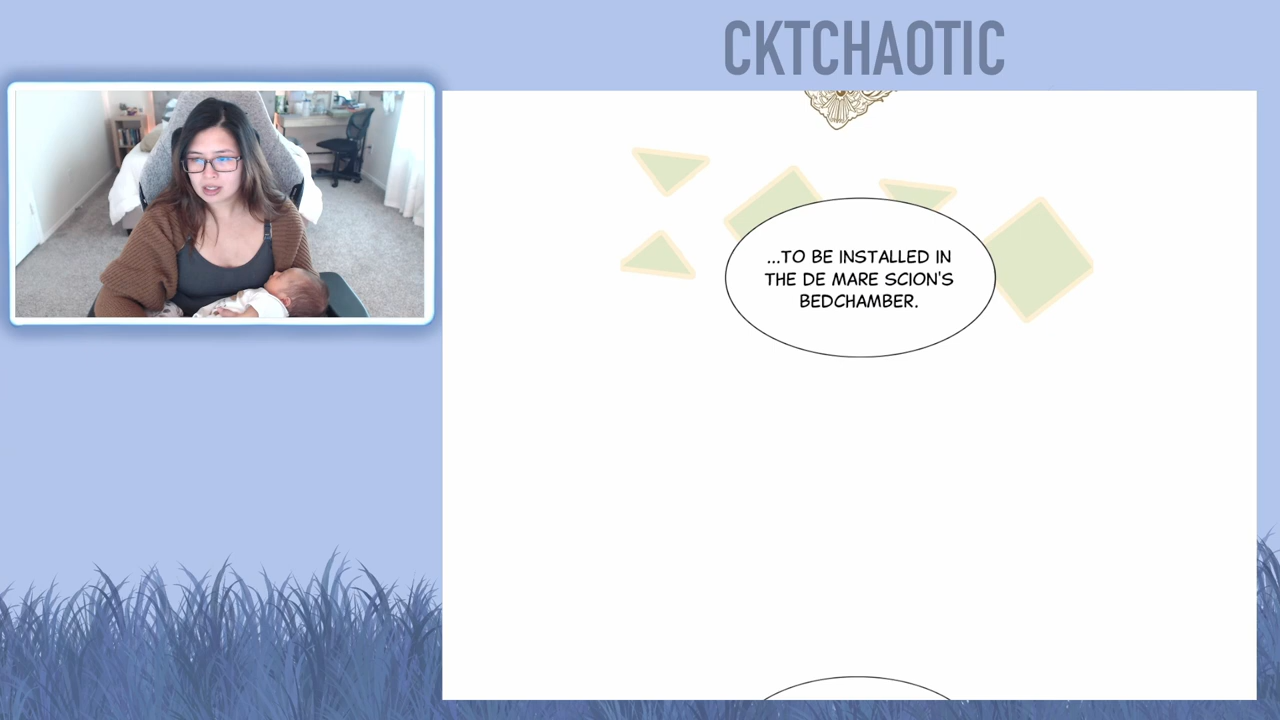 CKTCHAOTIC
...TO BE INSTALLED IN
THE DE MARE SCION'S
BEDCHAMBER.